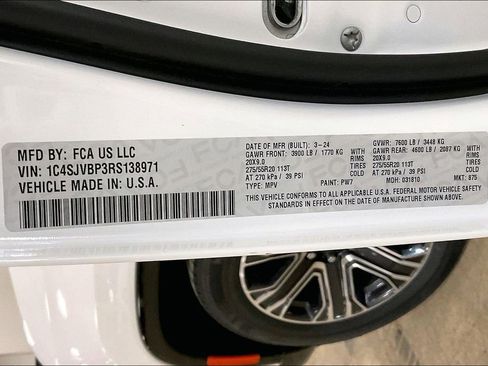 MFD BY: FCA US LLC
VIN: 1C4SJVBP3RS138971
VEHICLE MADE IN: U.S.A.
DATE OF MFR (BUILT): 3-24 GVWR: 7600 LB / 3448 KG
GAWR FRONT: 3900 LB / 1770 KG WITH GAWR REAR: 4600 LB / 2087 KG WITH
20X9.0 RIMS 20X9.0 RIMS
275/55R20 113T TIRES 275/55R20 113T TIRES
AT 270 kPa / 39 PSI COLD AT 270 kPa / 39 PSI COLD
TYPE: MPV PAINT: PW7 MDH: 031810 MKT: 875
THIS VEHICLE CONFORMS TO ALL APPLICABLE U.S.A. FEDERAL MOTOR VEHICLE SAFETY
STANDARDS IN EFFECT ON THE DATE OF MANUFACTURE SHOWN ABOVE.